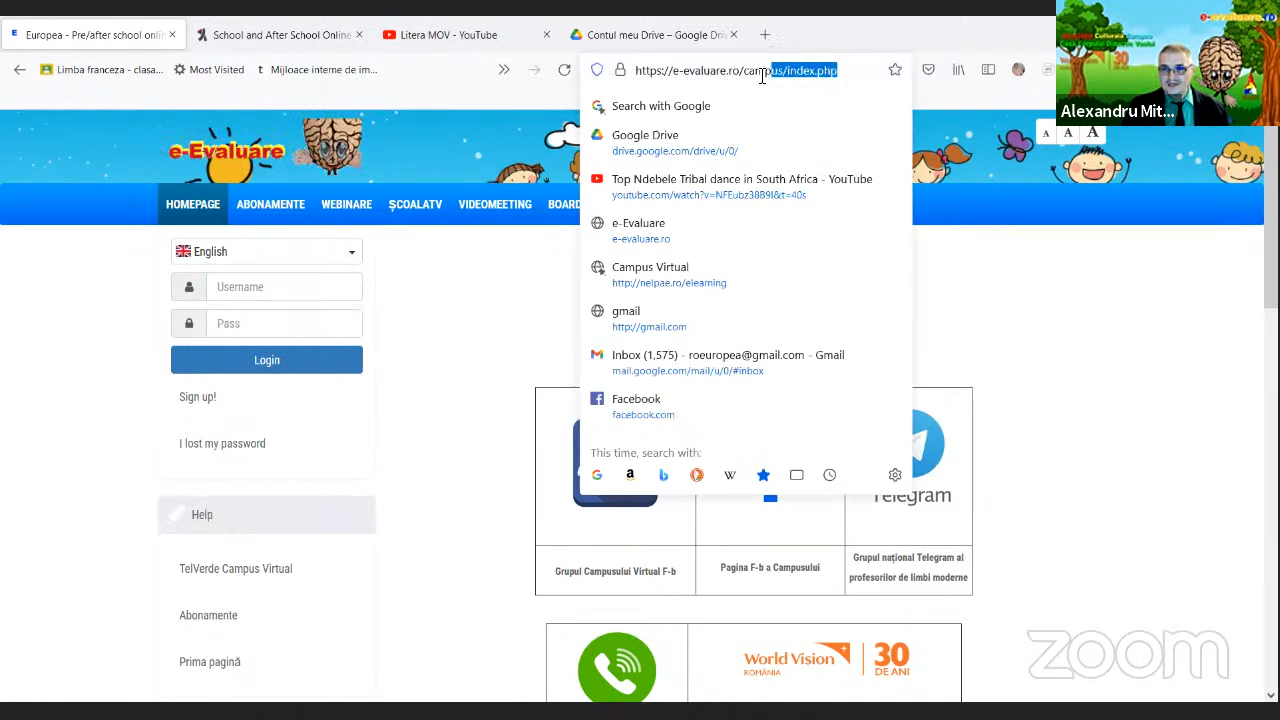 Europea - Pre/after school onlin
School and After School Online
Litera MOV - YouTube
Contul meu Drive – Google Dri
Limba franceza clasa
Most Visited
Mijloace interne de im...
https://e-evaluare.ro/campus/index.php
Search with Google
Google Drive
drive.google.com/drive/u/0/
Top Ndebele Tribal dance in South Africa - YouTube
youtube.com/watch?v=NFEubz38B9I&t=40s
e-Evaluare
e-evaluare.ro
Campus Virtual
http://nelpae.ro/elearning
gmail
http://gmail.com
Inbox (1,575) - roeuropea@gmail.com - Gmail
mail.google.com/mail/u/0/#inbox
Facebook
facebook.com
This time, search with:
e-evaluare.ro
Alexandru Mit...
A A A
e-Evaluare
HOMEPAGE
ABONAMENTE
WEBINARE
ȘCOALATV
VIDEOMEETING
BOARD
English
Username
Pass
Login
Sign up!
I lost my password
Help
TelVerde Campus Virtual
Abonamente
Prima pagină
Telegram
Grupul Campusului Virtual F-b
Pagina F-b a Campusului
Grupul național Telegram al
profesorilor de limbi moderne
World Vision
ROMÂNIA
30
DE ANI
zoom